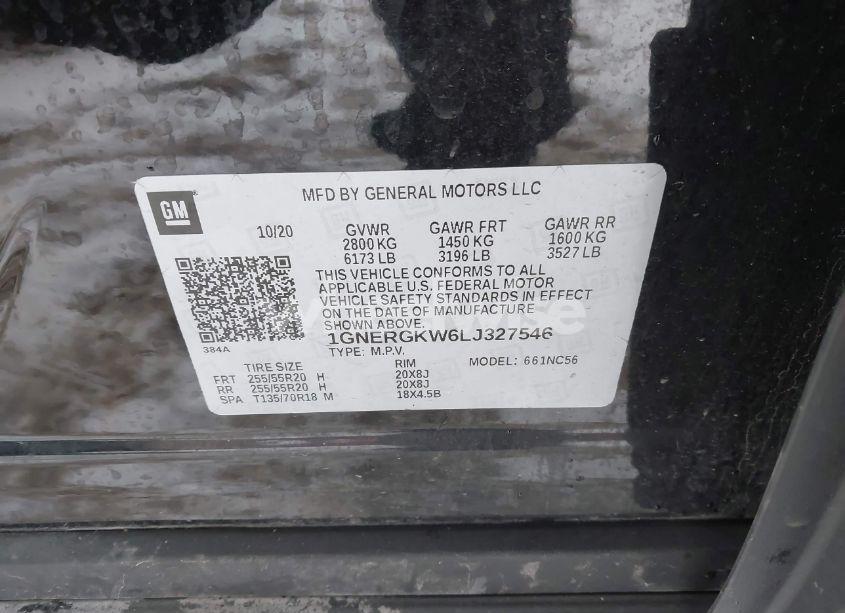 MFD BY GENERAL MOTORS LLC
GM
10/20 GVWR GAWR FRT GAWR RR
2800 KG 1450 KG 1600 KG
6173 LB 3196 LB 3527 LB
THIS VEHICLE CONFORMS TO ALL
APPLICABLE U.S. FEDERAL MOTOR
VEHICLE SAFETY STANDARDS IN EFFECT
ON THE DATE OF MANUFACTURE
SHOWN ABOVE.
1GNERGKW6LJ327546
384A
TYPE: M.P.V. MODEL: 661NC56
TIRE SIZE RIM
FRT 255/55R20 H 20X8J
RR 255/55R20 H 20X8J
SPA T135/70R18 M 18X4.5B